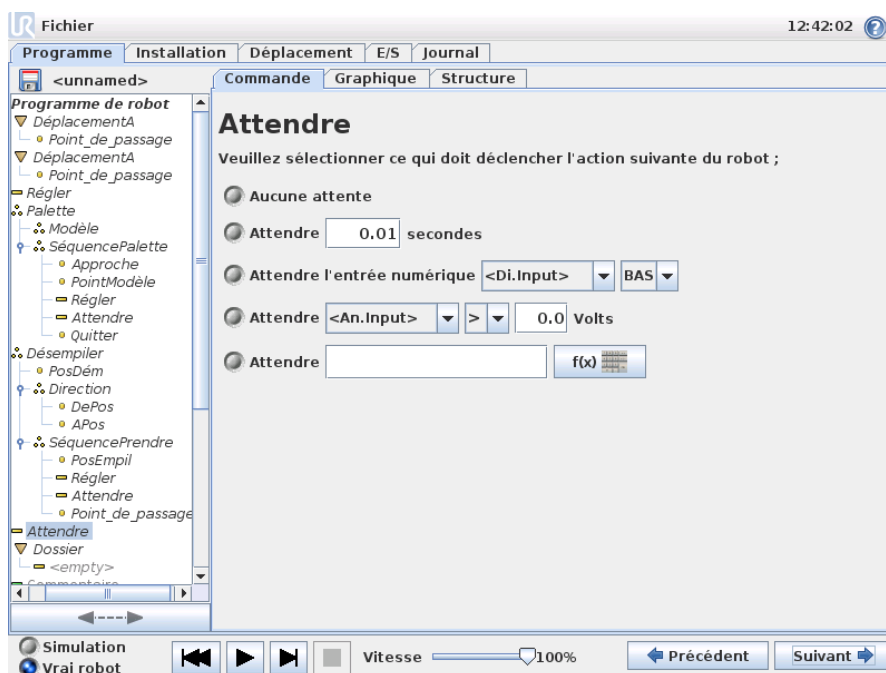 UR Fichier 12:42:02 ?
Programme Installation Déplacement E/S Journal
<unnamed>
Commande Graphique Structure
Programme de robot
DéplacementA
Point_de_passage
DéplacementA
Point_de_passage
Régler
Palette
Modèle
SéquencePalette
Approche
PointModèle
Régler
Attendre
Quitter
Désempiler
PosDém
Direction
DePos
APos
SéquencePrendre
PosEmpil
Régler
Attendre
Point_de_passage
Attendre
Dossier
<empty>
Commentaire
Attendre
Veuillez sélectionner ce qui doit déclencher l'action suivante du robot ;
Aucune attente
Attendre 0.01 secondes
Attendre l'entrée numérique <Di.Input> BAS
Attendre <An.Input> > 0.0 Volts
Attendre f(x)
Simulation
Vrai robot
Vitesse 100%
Précédent Suivant